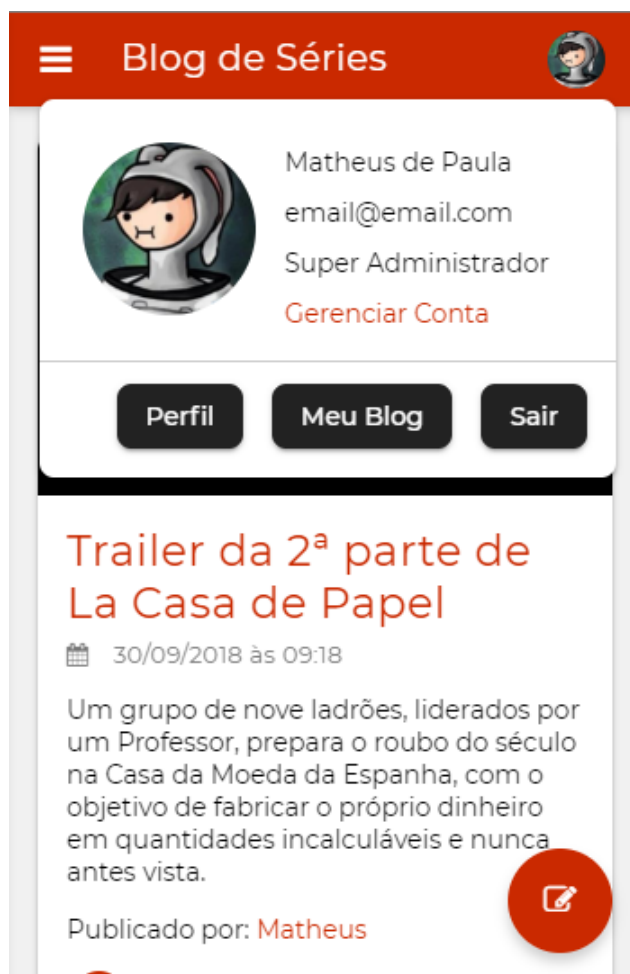 Blog de Séries
Matheus de Paula
email@email.com
Super Administrador
Gerenciar Conta
Perfil
Meu Blog
Sair
Trailer da 2ª parte de
La Casa de Papel
30/09/2018 às 09:18
Um grupo de nove ladrões, liderados por
um Professor, prepara o roubo do século
na Casa da Moeda da Espanha, com o
objetivo de fabricar o próprio dinheiro
em quantidades incalculáveis e nunca
antes vista.
Publicado por: Matheus